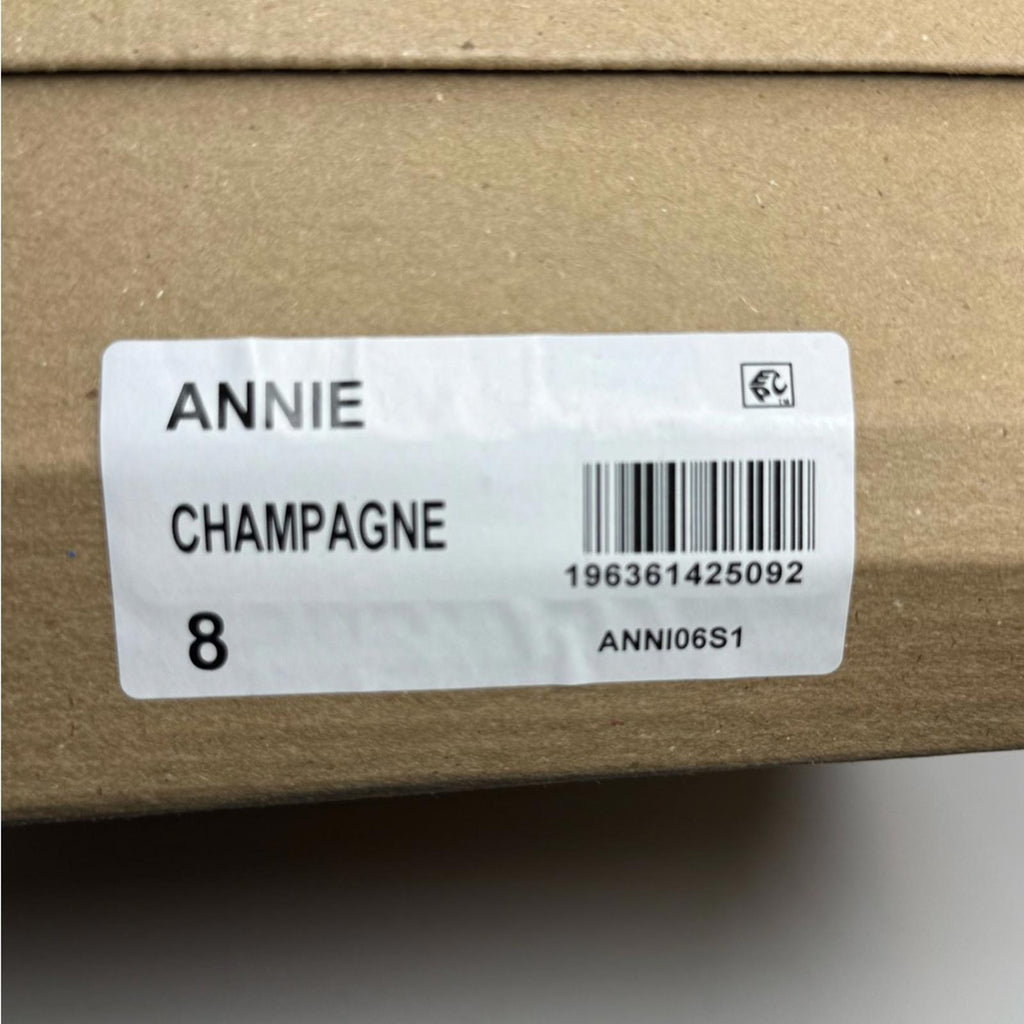 ANNIE
CHAMPAGNE
196361425092
8
ANNI06S1